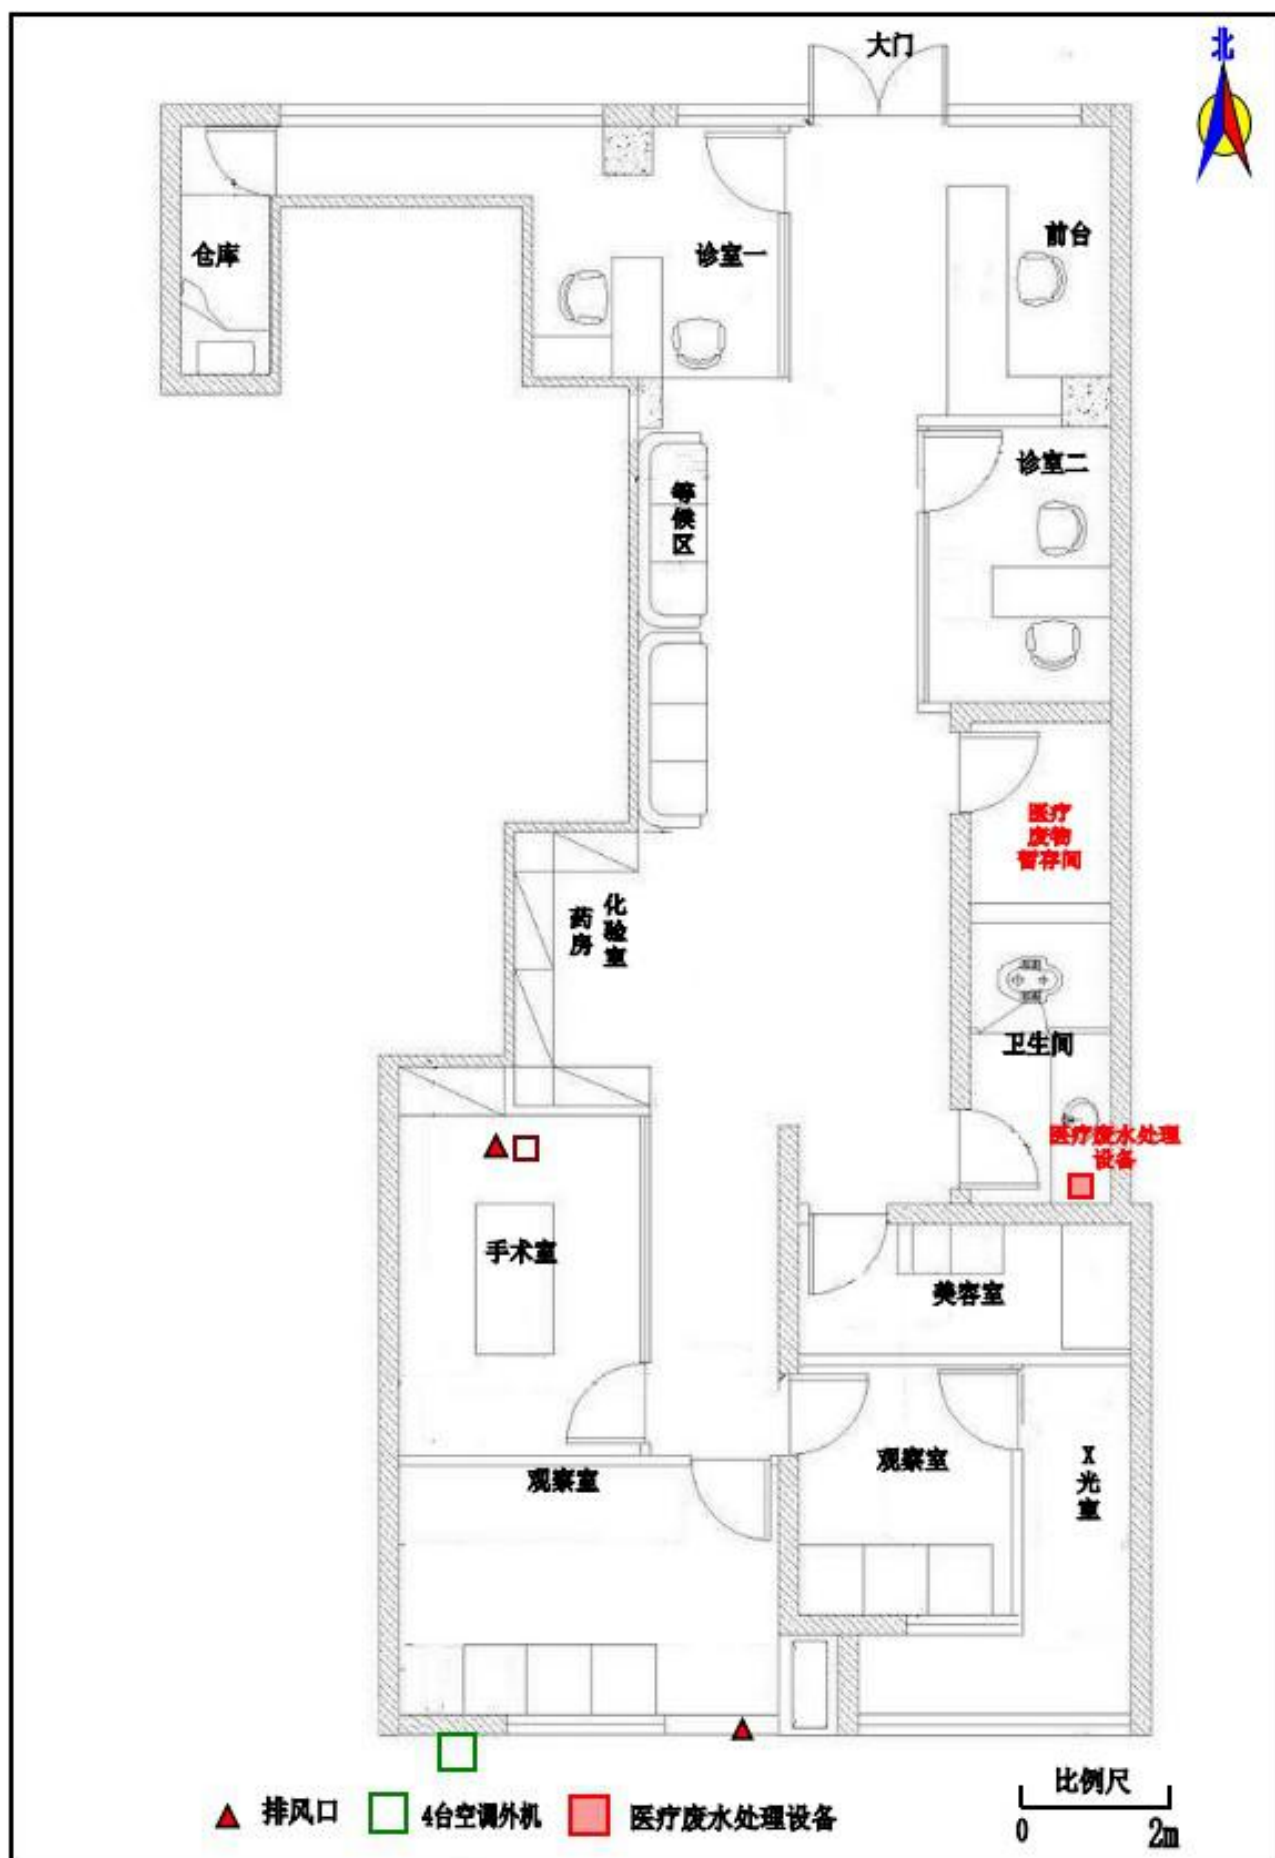 大门
北
仓库
诊室一
前台
诊室二
等候区
医疗
废物
暂存间
药房
化验室
卫生间
医疗废水处理
设备
手术室
美容室
观察室
观察室
X光室
排风口
4台空调外机
医疗废水处理设备
比例尺
0
2m